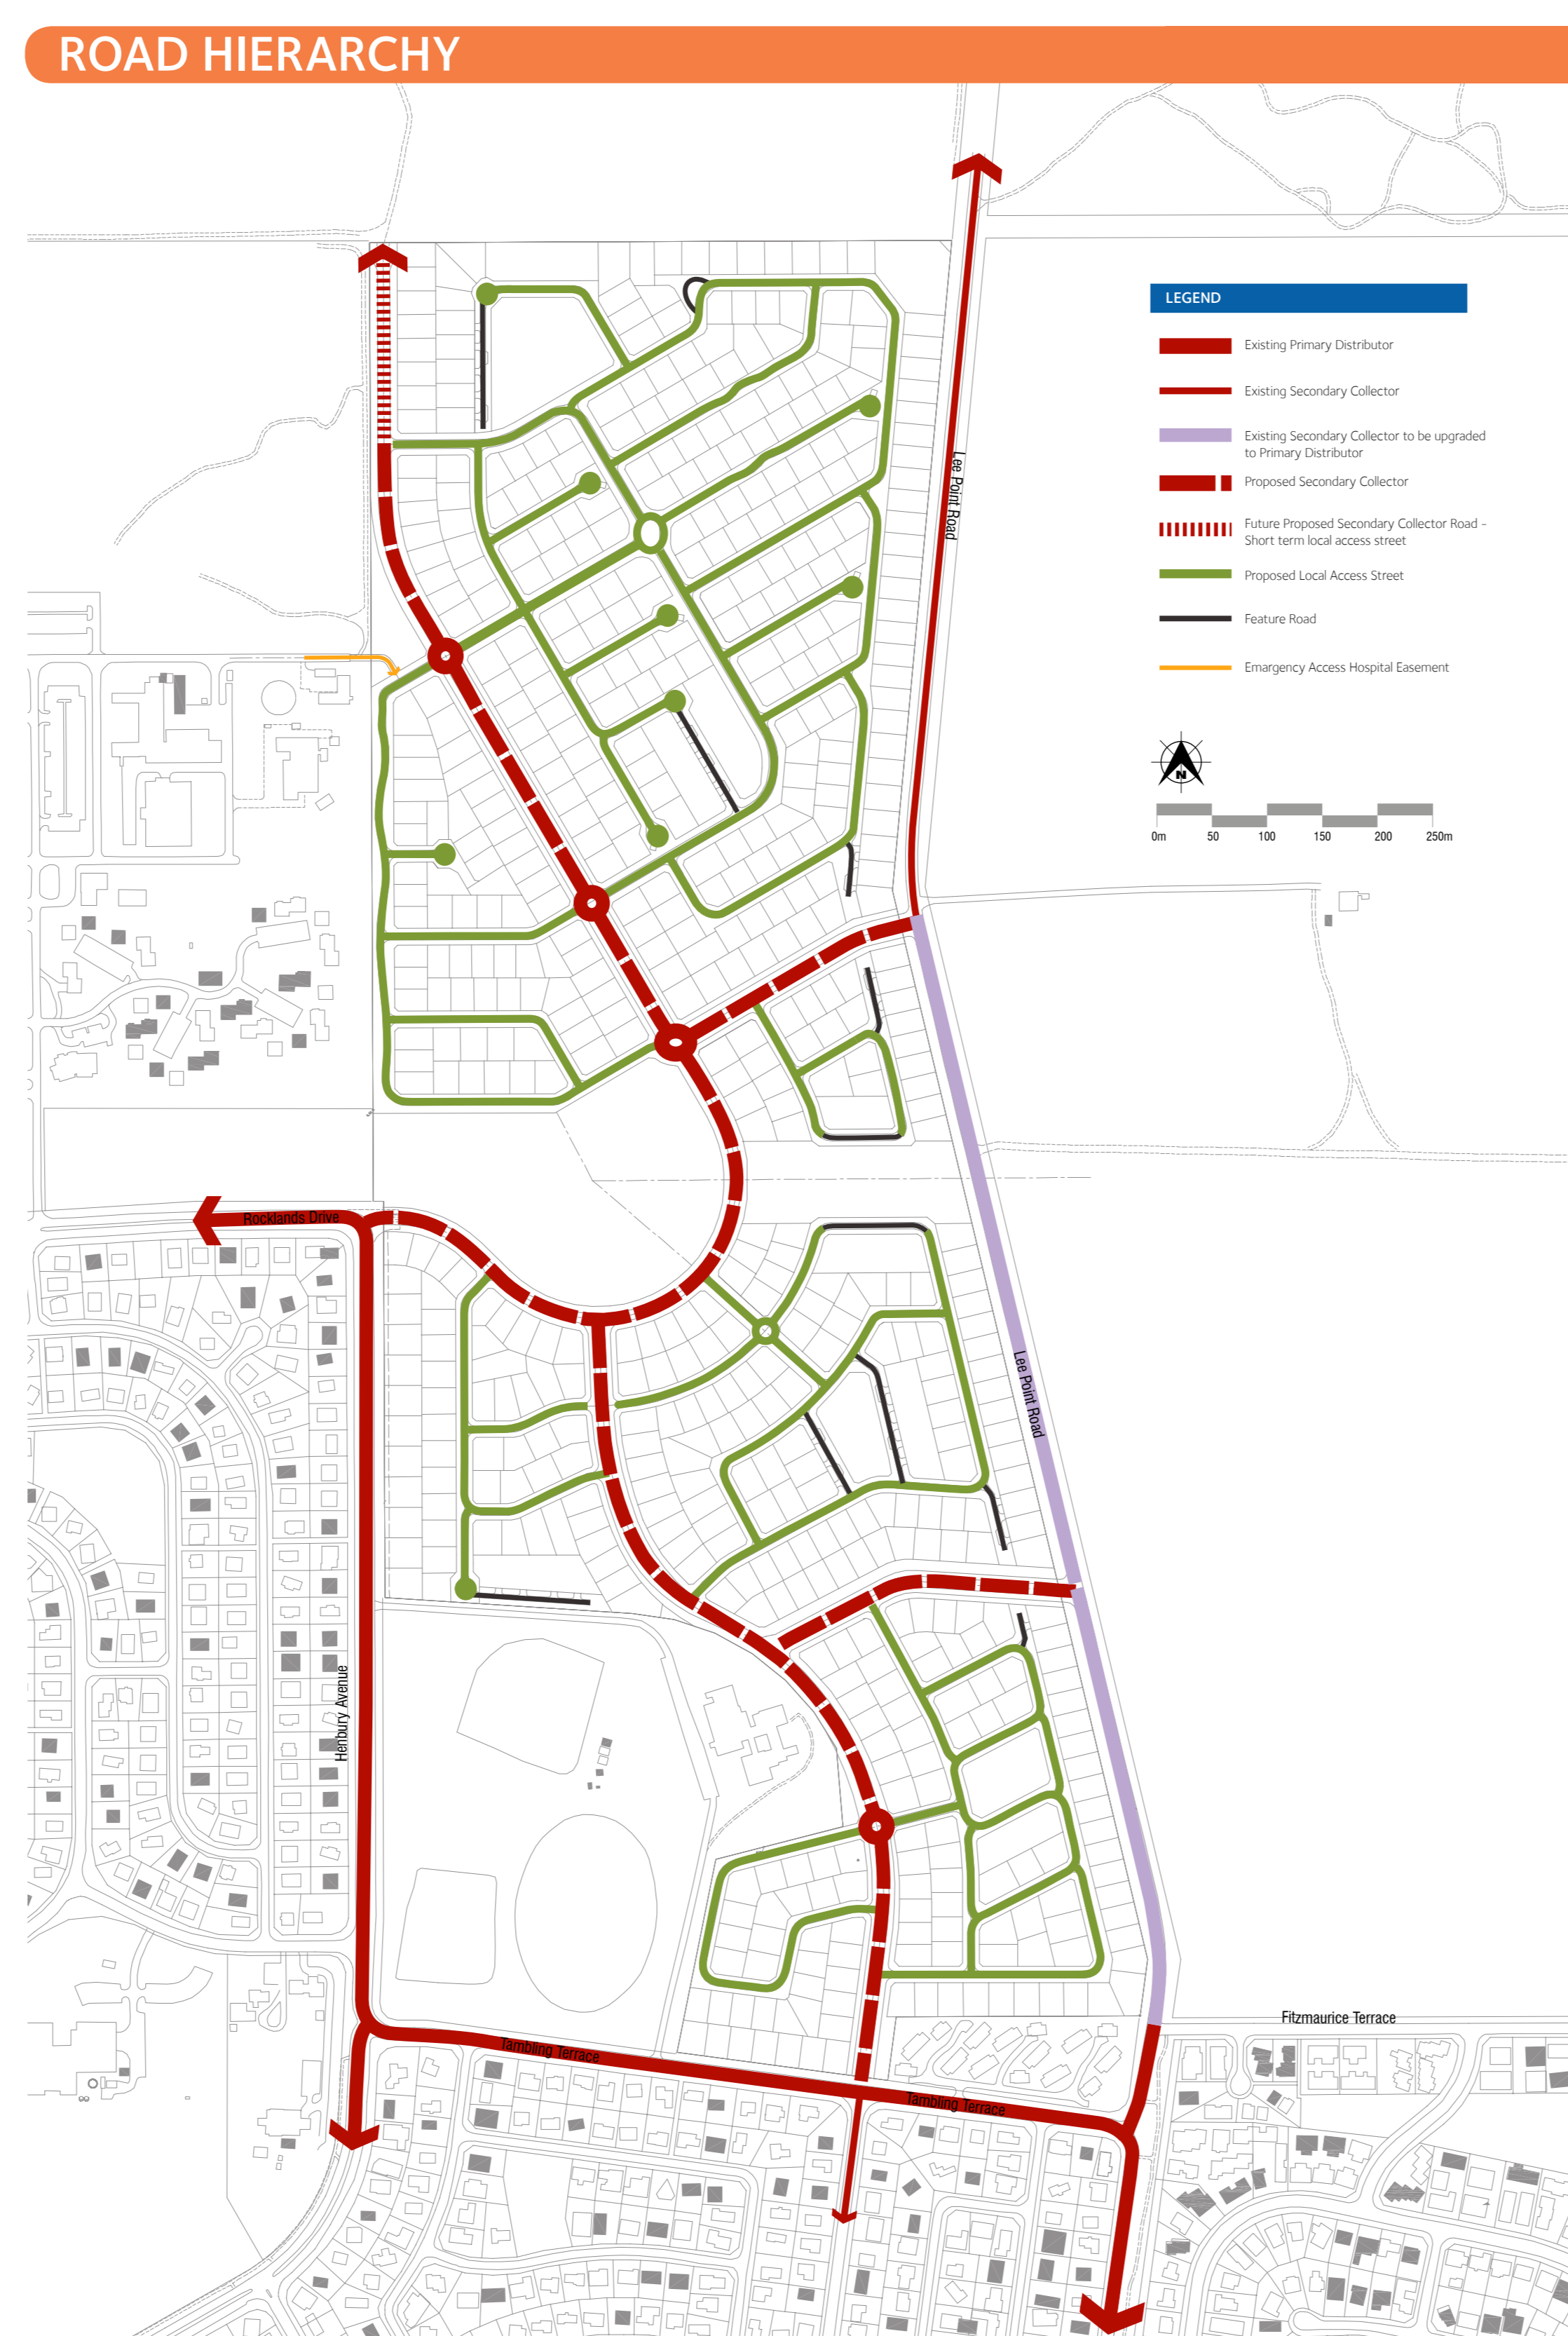 ROAD HIERARCHY
LEGEND
Existing Primary Distributor
Existing Secondary Collector
Existing Secondary Collector to be upgraded
to Primary Distributor
Proposed Secondary Collector
Future Proposed Secondary Collector Road -
Short term local access street
Proposed Local Access Street
Feature Road
Emargency Access Hospital Easement
N
0m 50 100 150 200 250m
Lee Point Road
Rocklands Drive
Lee Point Road
Henbury Avenue
Fitzmaurice Terrace
Tambling Terrace
Tambling Terrace